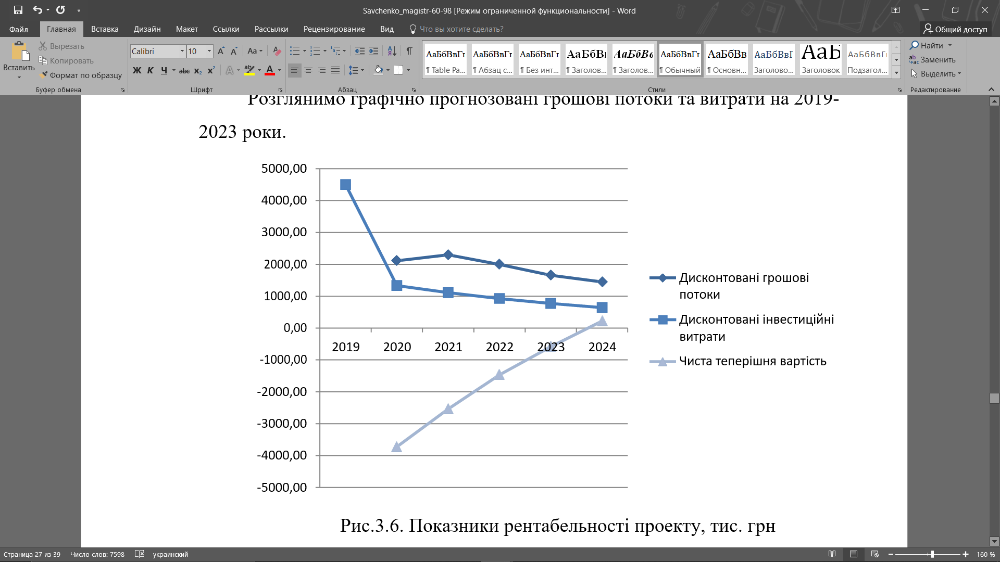 Savchenko_magistr-60-98 [Режим ограниченной функциональности] - Word
Файл Главная Вставка Дизайн Макет Ссылки Рассылки Рецензирование Вид Что вы хотите сделать? Общий доступ
Вставить
Вырезать
Копировать
Формат по образцу
Буфер обмена
Calibri 10
Aa
Ж К Ч abc x₂ x²
Шрифт
Абзац
АаБбВвГг АаБбВвГг АаБбВвГг АаБбВ АаБбВв АаБбВвГг АаБбВв АаБбВвГ АаБ АаБбВвГг
¶ Table Pa... ¶ Абзац с... ¶ Без инт... ¶ Заголов... ¶ Заголов... ¶ Обычный ¶ Основн... Заголово... Заголовок Подзагол...
Стили
Найти
Заменить
Выделить
Редактирование
Розглянимо графічно прогнозовані грошові потоки та витрати на 2019-
2023 роки.
5000,00
4000,00
3000,00
2000,00
1000,00
0,00
-1000,00
-2000,00
-3000,00
-4000,00
-5000,00
2019 2020 2021 2022 2023 2024
Дисконтовані грошові
потоки
Дисконтовані інвестиційні
витрати
Чиста теперішня вартість
Рис.3.6. Показники рентабельності проекту, тис. грн
Страница 27 из 39 Число слов: 7598 украинский 160 %